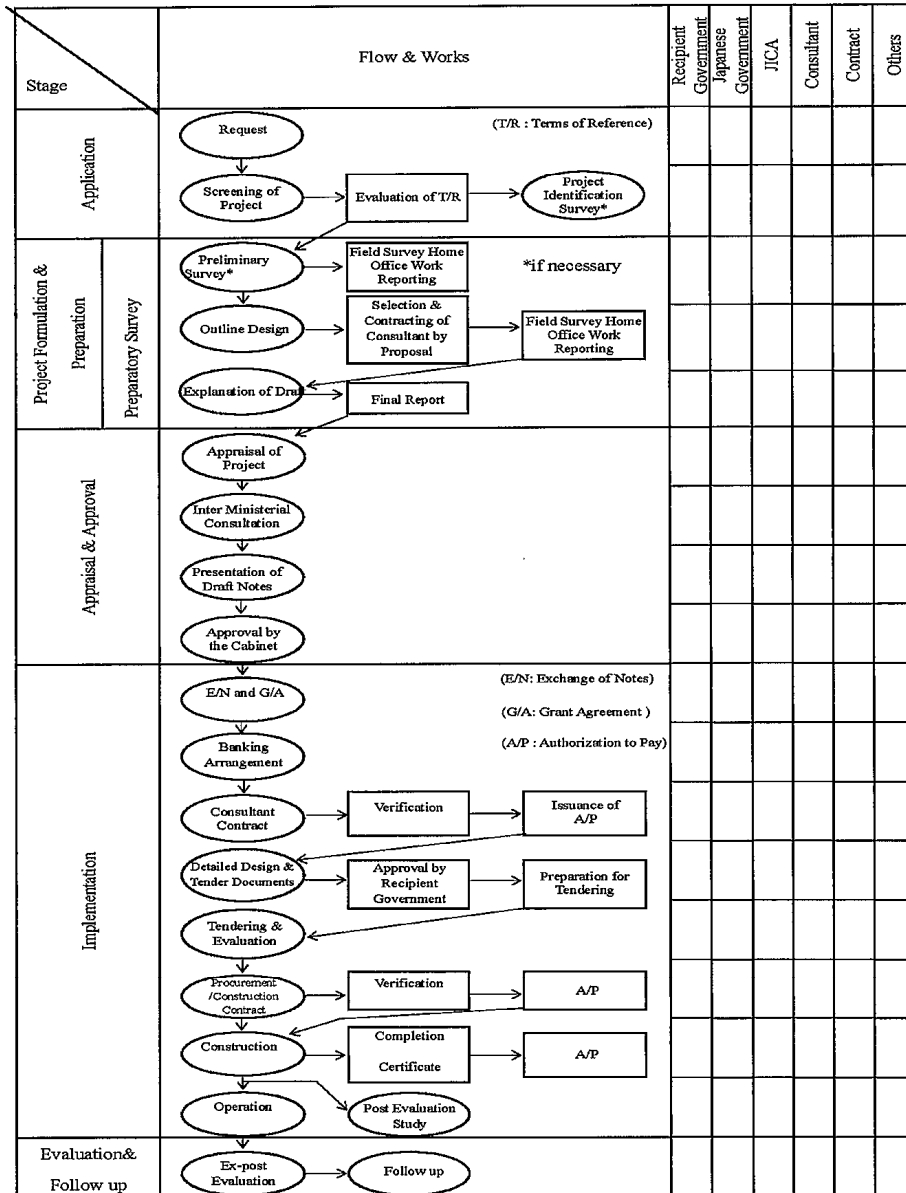 Stage
Flow & Works
Recipient
Government
Japanese
Government
JICA
Consultant
Contract
Others
Application
Request
(T/R : Terms of Reference)
Screening of
Project
Evaluation of T/R
Project
Identification
Survey*
Project Formulation &
Preparation
Preparatory Survey
Preliminary
Survey*
Field Survey Home
Office Work
Reporting
*if necessary
Outline Design
Selection &
Contracting of
Consultant by
Proposal
Field Survey Home
Office Work
Reporting
Explanation of Draft
Final Report
Appraisal & Approval
Appraisal of
Project
Inter Ministerial
Consultation
Presentation of
Draft Notes
Approval by
the Cabinet
Implementation
E/N and G/A
(E/N: Exchange of Notes)
(G/A: Grant Agreement )
(A/P : Authorization to Pay)
Banking
Arrangement
Consultant
Contract
Verification
Issuance of
A/P
Detailed Design &
Tender Documents
Approval by
Recipient
Government
Preparation for
Tendering
Tendering &
Evaluation
Procurement
/Construction
Contract
Verification
A/P
Construction
Completion
Certificate
A/P
Operation
Post Evaluation
Study
Evaluation&
Follow up
Ex-post
Evaluation
Follow up